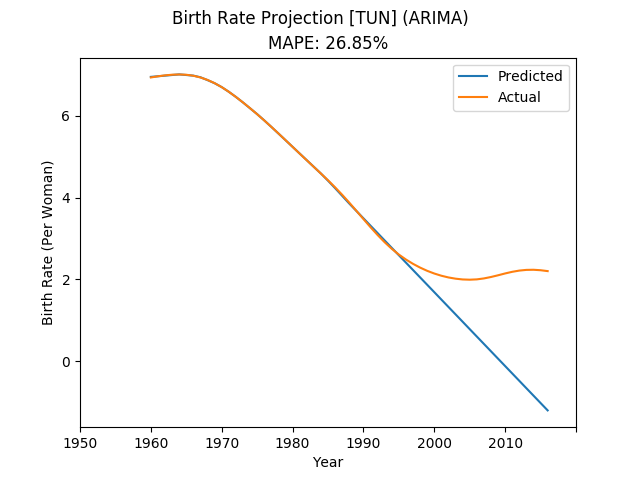 Birth Rate Projection [TUN] (ARIMA)
MAPE: 26.85%
Predicted
Actual
Birth Rate (Per Woman)
6
4
2
0
1950 1960 1970 1980 1990 2000 2010
Year